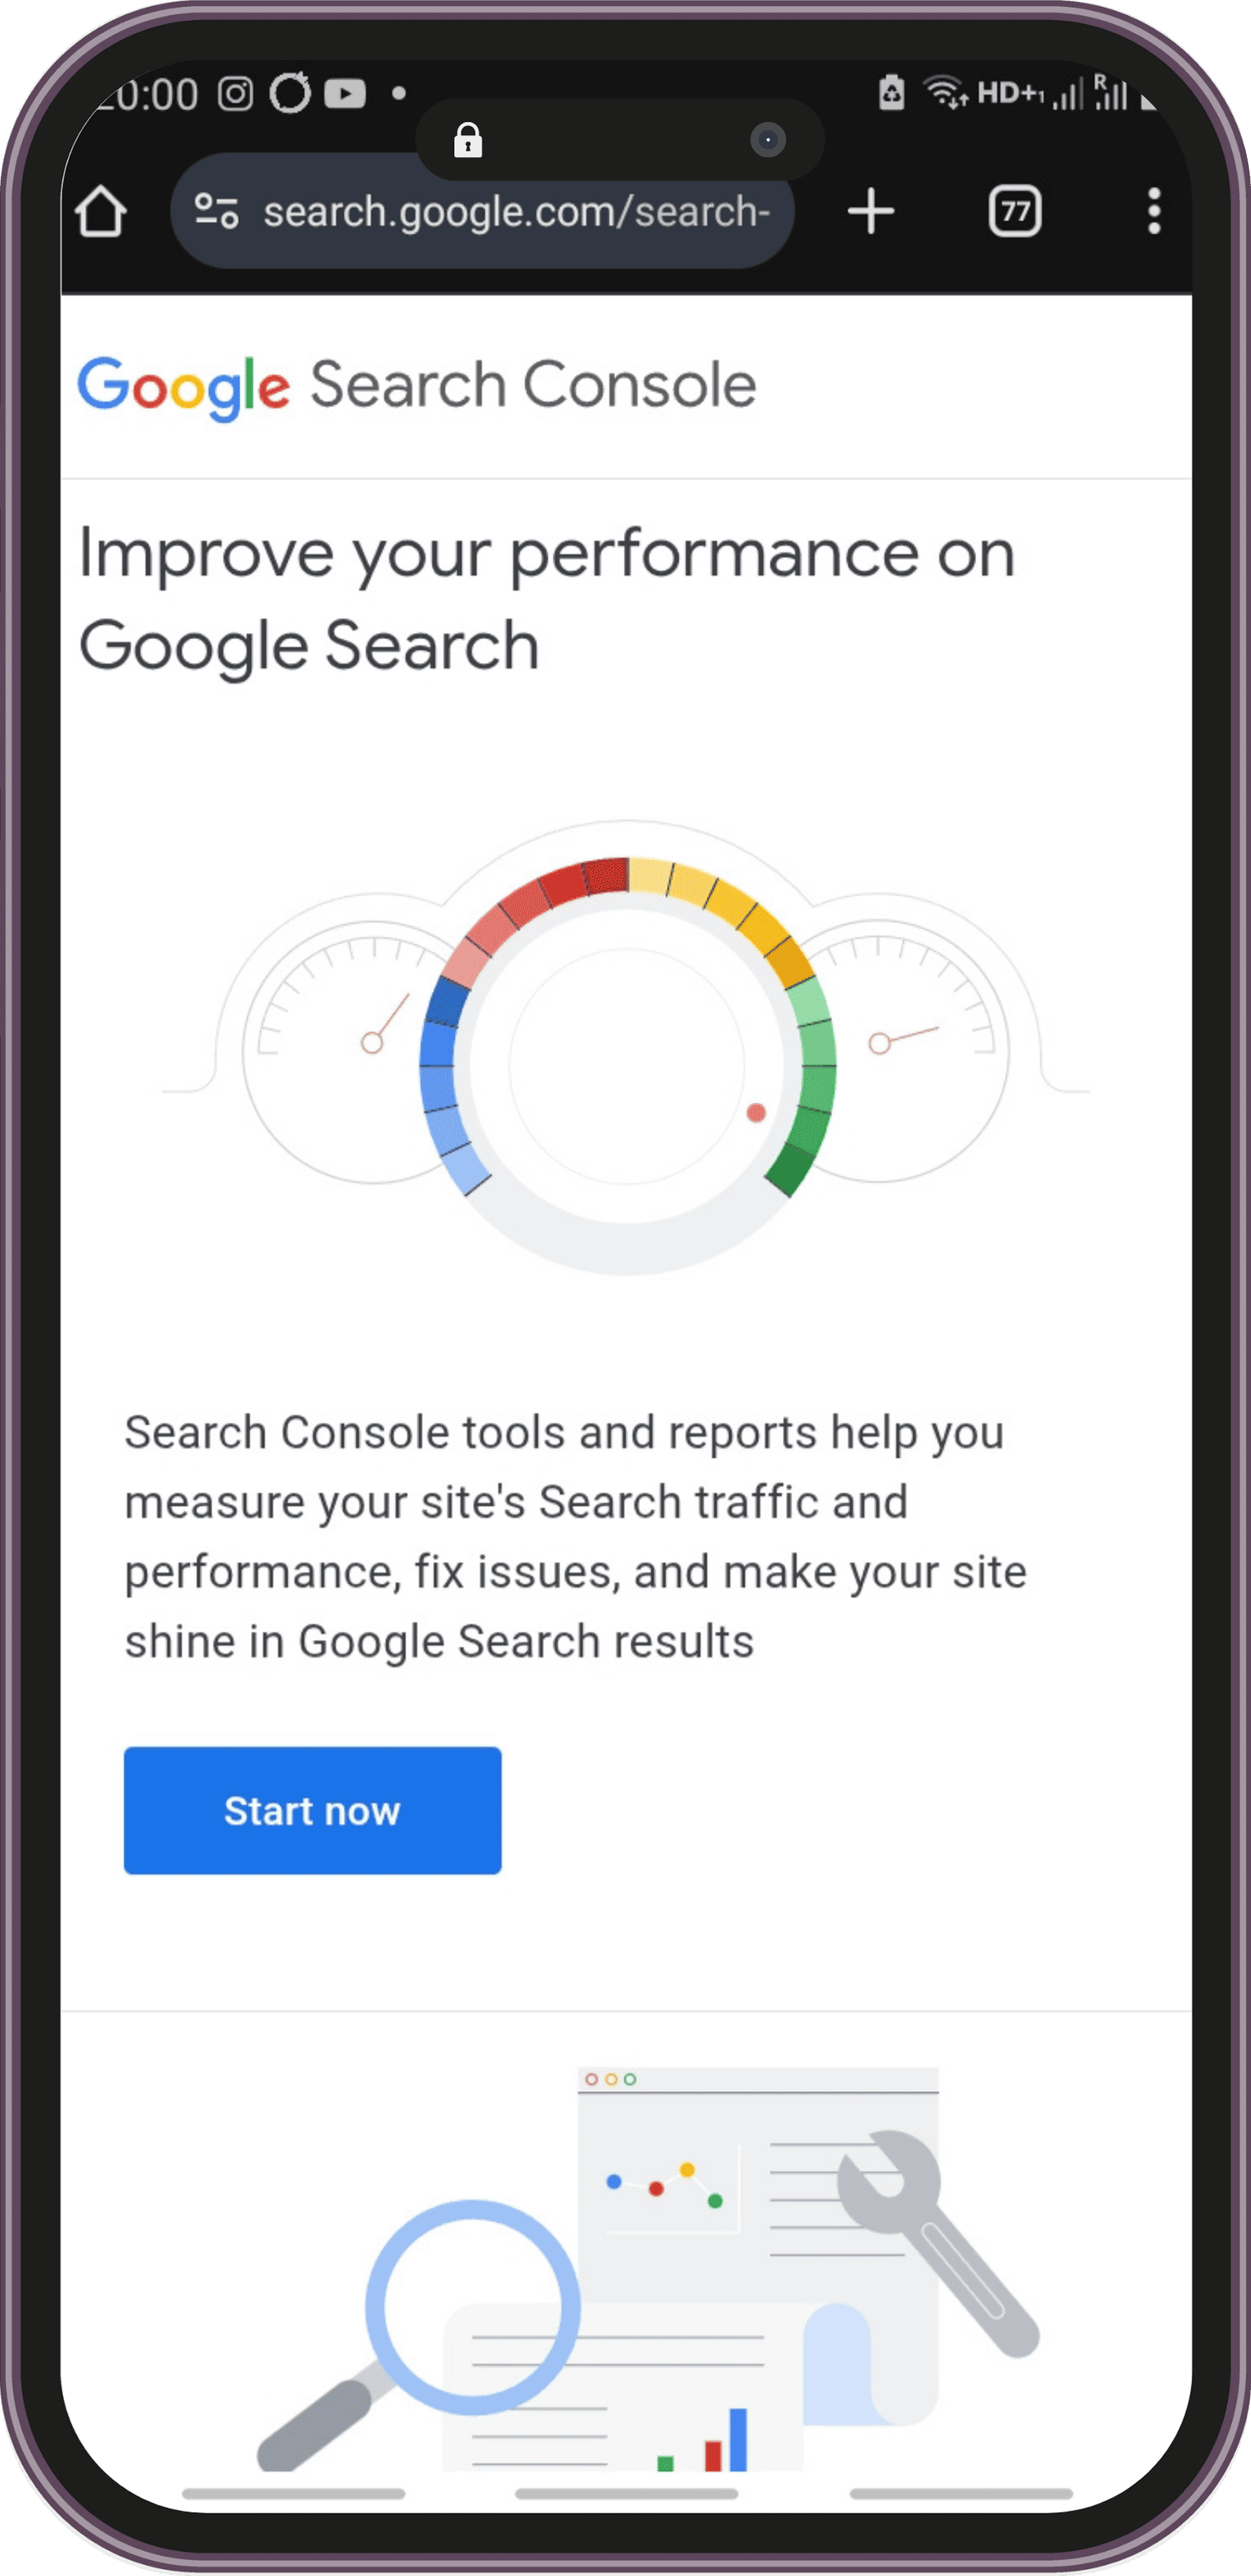 20:00 HD+1 R
search.google.com/search-
77
Google Search Console
Improve your performance on
Google Search
Search Console tools and reports help you
measure your site's Search traffic and
performance, fix issues, and make your site
shine in Google Search results
Start now